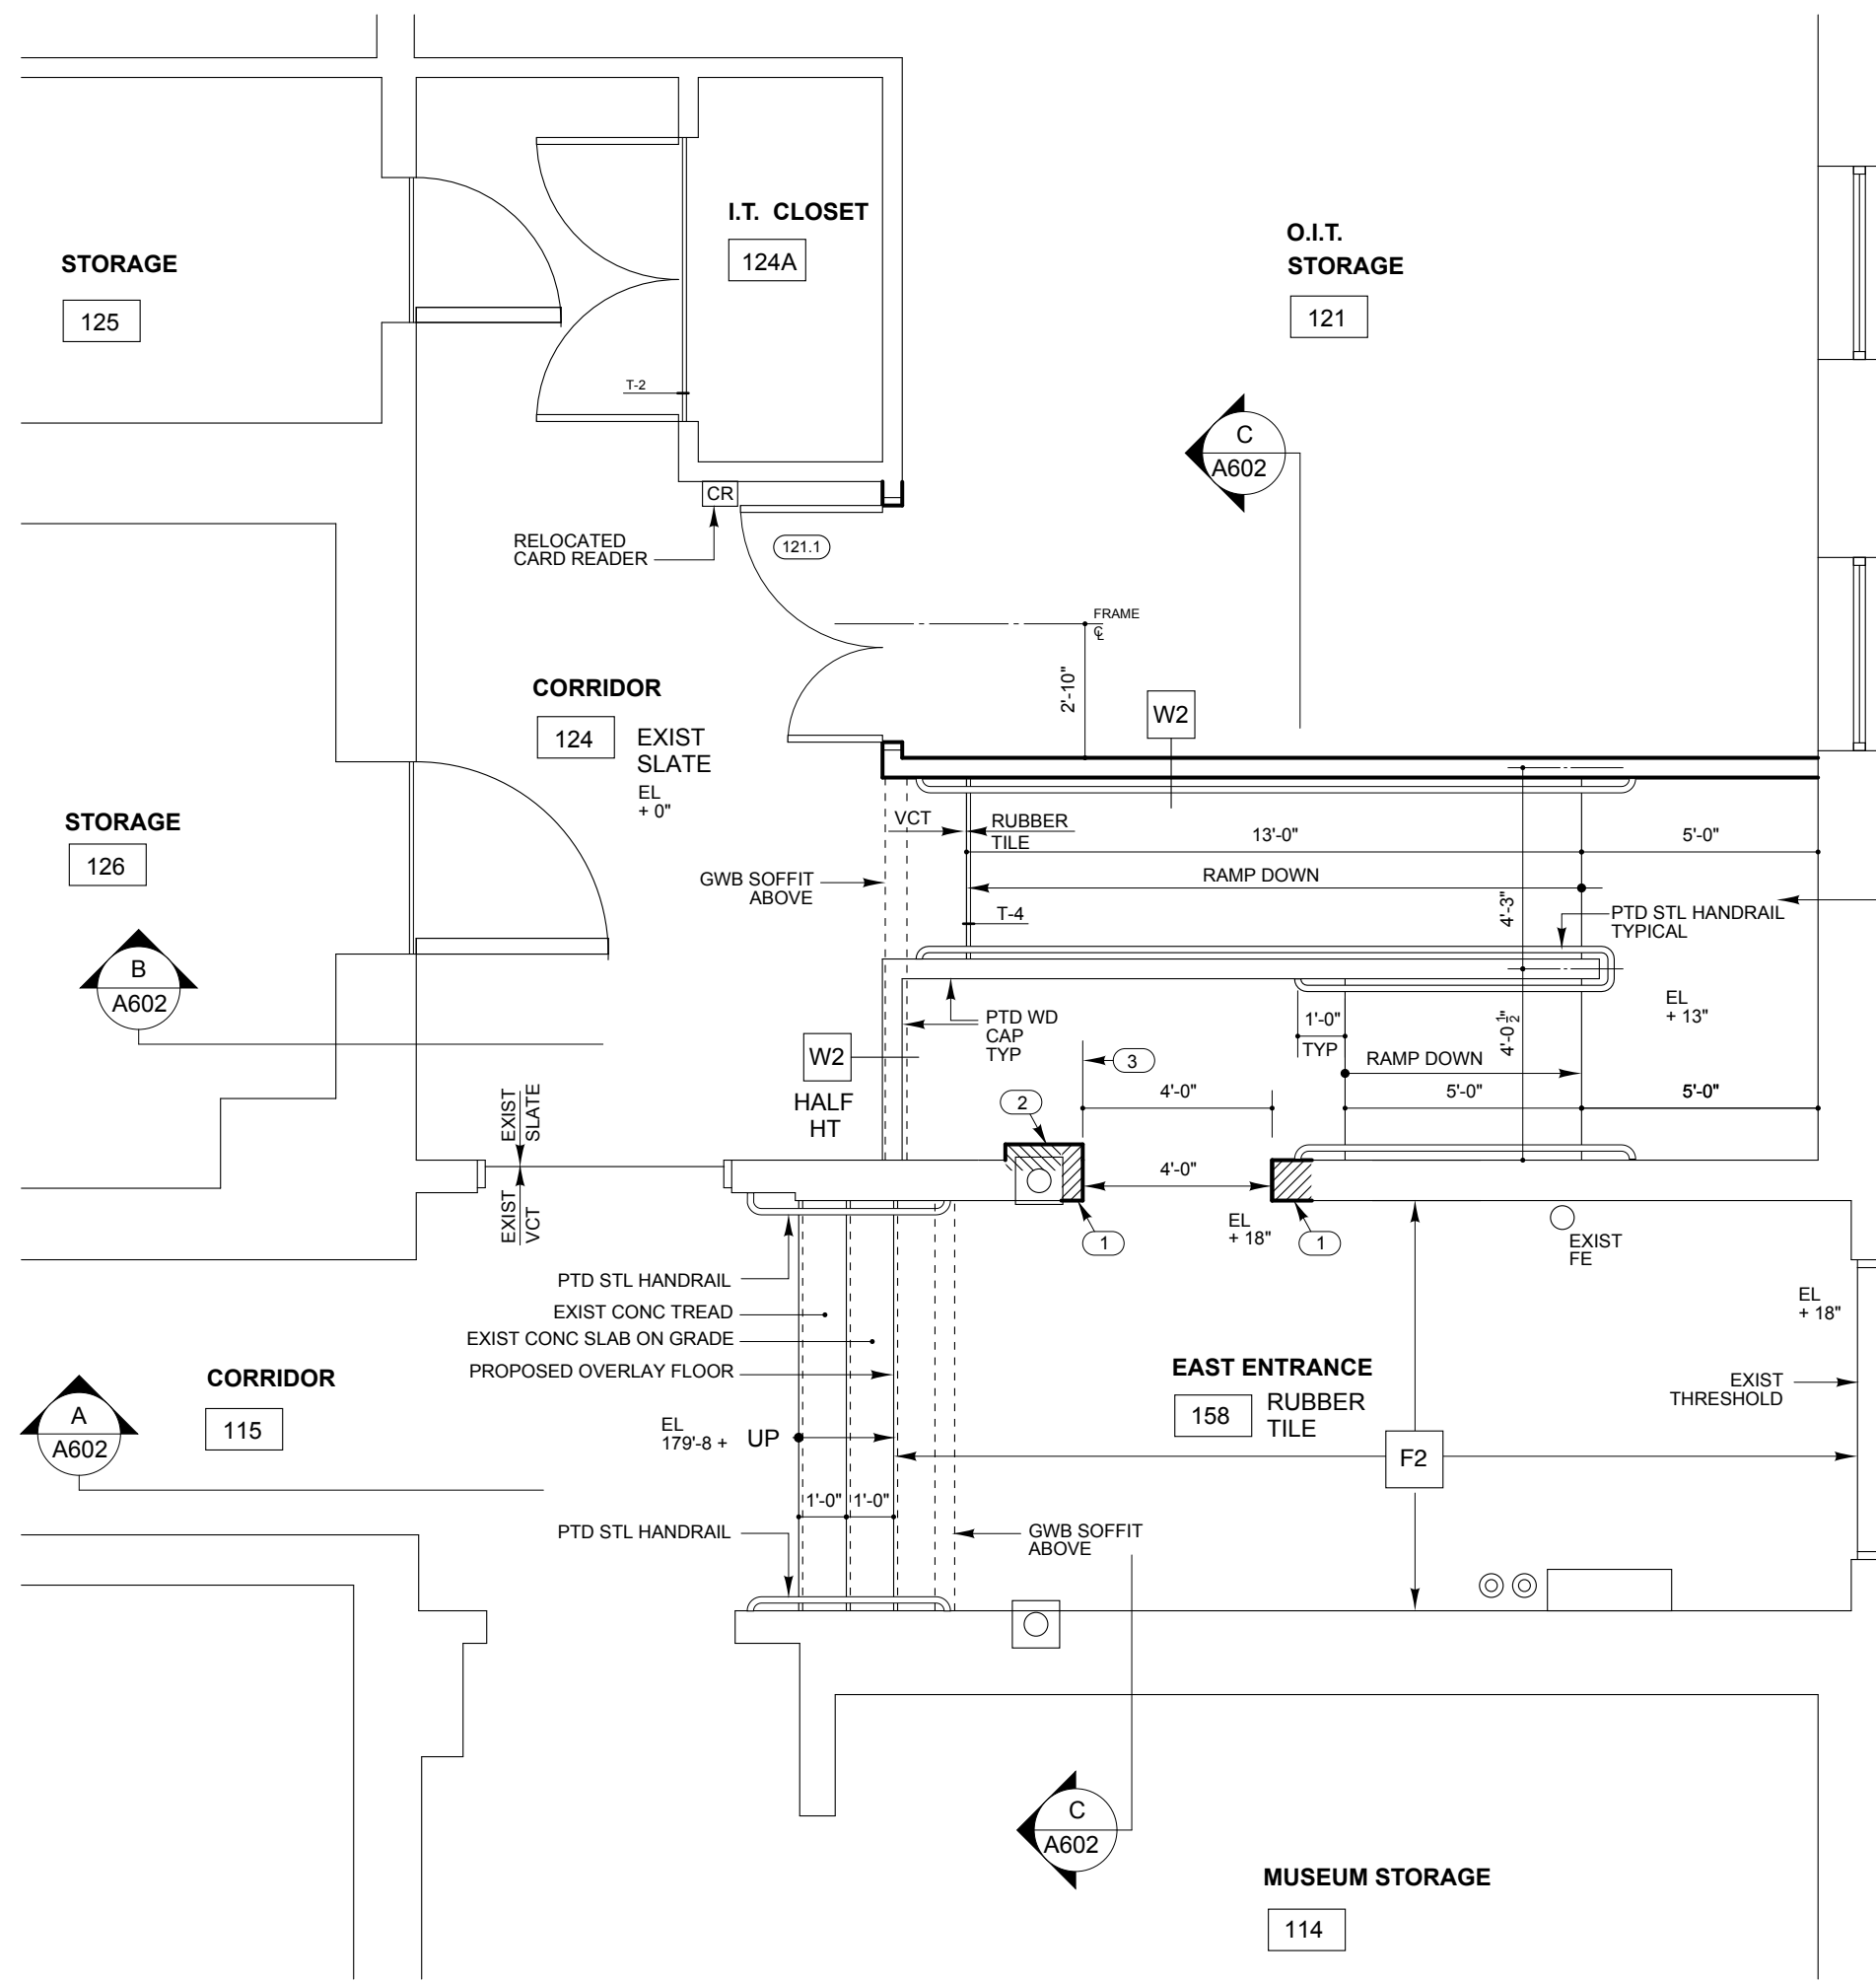 I.T. CLOSET
124A
STORAGE
125
O.I.T.
STORAGE
121
T-2
C
A602
CR
RELOCATED
CARD READER
121.1
FRAME
℄
2'-10"
CORRIDOR
124
EXIST
SLATE
EL
+ 0"
W2
STORAGE
126
VCT
RUBBER
TILE
13'-0"
5'-0"
GWB SOFFIT
ABOVE
RAMP DOWN
4'-3"
T-4
PTD STL HANDRAIL
TYPICAL
B
A602
PTD WD
CAP
TYP
1'-0"
TYP
4'-0 1/2"
EL
+ 13"
W2
HALF
HT
3
RAMP DOWN
4'-0"
5'-0"
5'-0"
2
EXIST
SLATE
EXIST
VCT
4'-0"
1
EL
+ 18"
1
EXIST
FE
PTD STL HANDRAIL
EXIST CONC TREAD
EXIST CONC SLAB ON GRADE
PROPOSED OVERLAY FLOOR
EL
+ 18"
CORRIDOR
115
A
A602
EL
179'-8 +
UP
EAST ENTRANCE
158
RUBBER
TILE
EXIST
THRESHOLD
F2
1'-0"
1'-0"
PTD STL HANDRAIL
GWB SOFFIT
ABOVE
C
A602
MUSEUM STORAGE
114